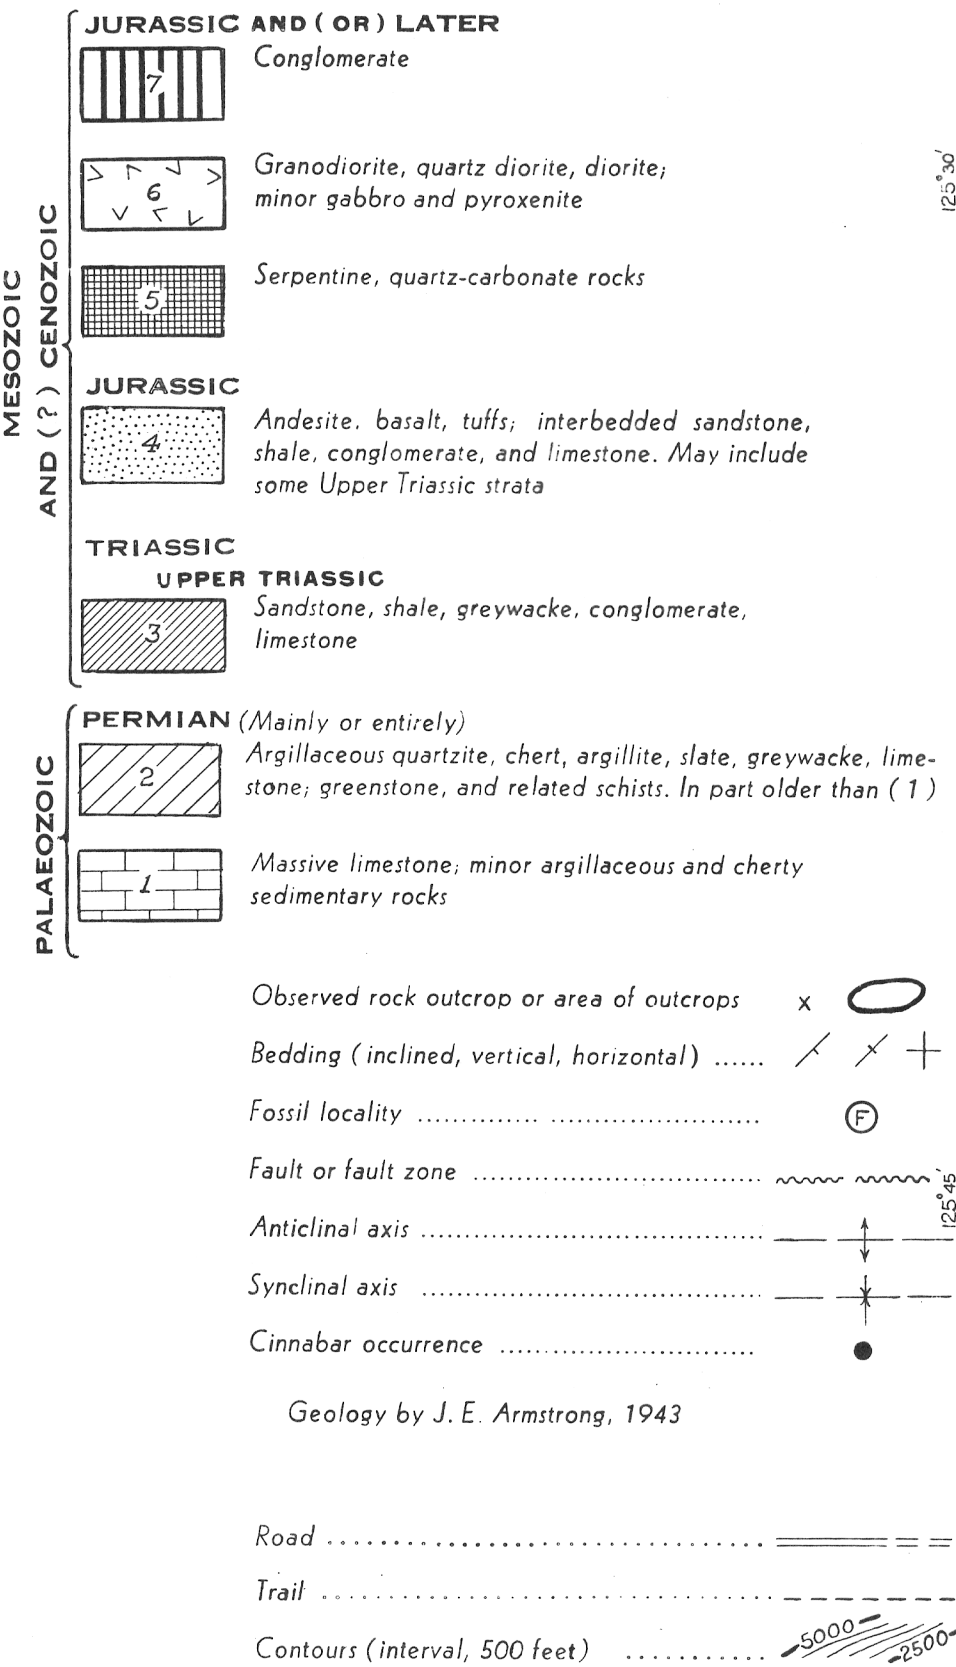 MESOZOIC
AND (?) CENOZOIC
JURASSIC AND (OR) LATER
7
Conglomerate
6
Granodiorite, quartz diorite, diorite;
minor gabbro and pyroxenite
125°30'
5
Serpentine, quartz-carbonate rocks
JURASSIC
4
Andesite. basalt, tuffs; interbedded sandstone,
shale, conglomerate, and limestone. May include
some Upper Triassic strata
TRIASSIC
UPPER TRIASSIC
3
Sandstone, shale, greywacke, conglomerate,
limestone
PALAEOZOIC
PERMIAN (Mainly or entirely)
2
Argillaceous quartzite, chert, argillite, slate, greywacke, lime-
stone; greenstone, and related schists. In part older than (1)
1
Massive limestone; minor argillaceous and cherty
sedimentary rocks
Observed rock outcrop or area of outcrops x
Bedding (inclined, vertical, horizontal) ......
Fossil locality .............. ........................ F
Fault or fault zone .................................
125°45'
Anticlinal axis .......................................
Synclinal axis .......................................
Cinnabar occurrence .............................
Geology by J. E. Armstrong, 1943
Road ..................................
Trail ...................................
Contours (interval, 500 feet) ........... 5000 2500